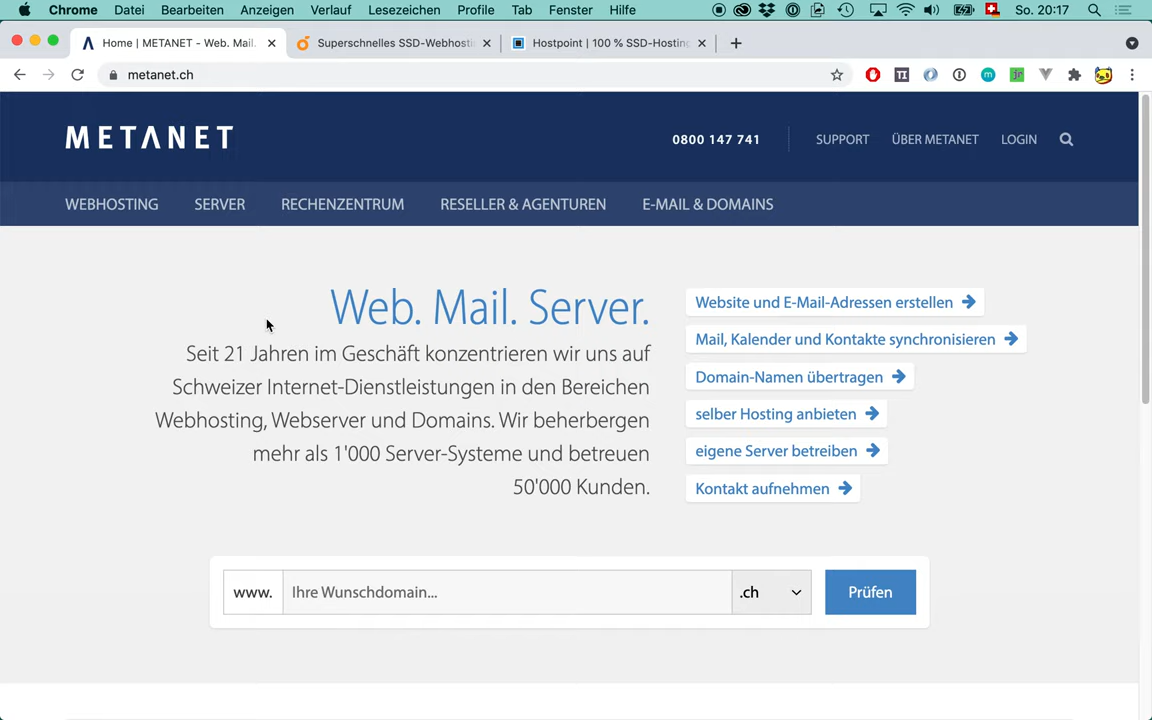 Chrome Datei Bearbeiten Anzeigen Verlauf Lesezeichen Profile Tab Fenster Hilfe So. 20:17
Home | METANET - Web. Mail. Superschnelles SSD-Webhosti Hostpoint | 100 % SSD-Hosting
metanet.ch
METANET
0800 147 741 SUPPORT ÜBER METANET LOGIN
WEBHOSTING SERVER RECHENZENTRUM RESELLER & AGENTUREN E-MAIL & DOMAINS
Web. Mail. Server.
Seit 21 Jahren im Geschäft konzentrieren wir uns auf
Schweizer Internet-Dienstleistungen in den Bereichen
Webhosting, Webserver und Domains. Wir beherbergen
mehr als 1'000 Server-Systeme und betreuen
50'000 Kunden.
Website und E-Mail-Adressen erstellen
Mail, Kalender und Kontakte synchronisieren
Domain-Namen übertragen
selber Hosting anbieten
eigene Server betreiben
Kontakt aufnehmen
www. Ihre Wunschdomain... .ch Prüfen